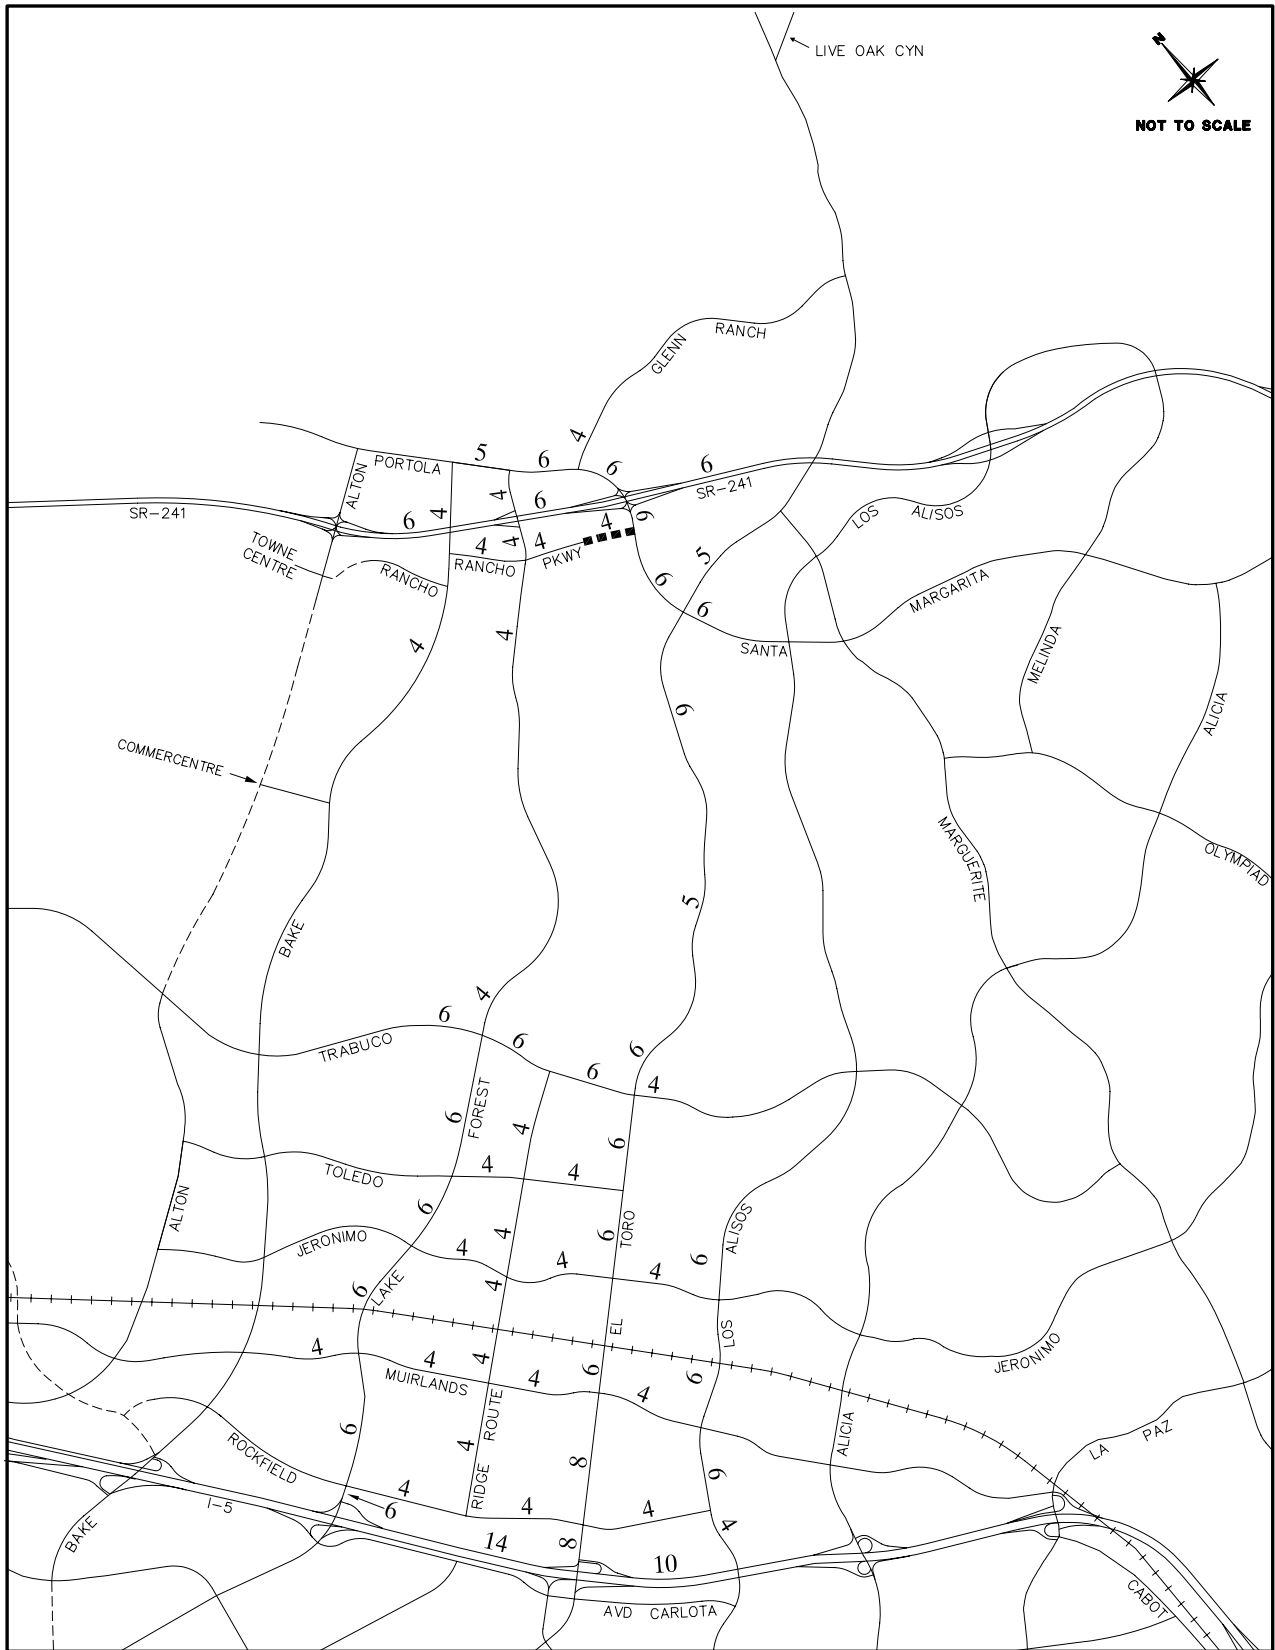 LIVE OAK CYN
N
NOT TO SCALE
GLENN
RANCH
4
PORTOLA
5
6
6
6
ALTON
SR-241
SR-241
6
4
4
6
4
6
LOS
ALISOS
TOWNE
CENTRE
RANCHO
4
RANCHO
4
4
PKWY
5
6
6
MARGARITA
SANTA
4
4
MELINDA
ALICIA
6
COMMERCENTRE
MARGUERITE
OLYMPIAD
BAKE
5
4
6
TRABUCO
6
6
6
4
FOREST
6
4
6
TOLEDO
4
4
ALTON
6
4
6
TORO
ALISOS
JERONIMO
4
4
4
6
LAKE
6
4
EL
LOS
4
MUIRLANDS
4
4
4
6
4
6
JERONIMO
ROUTE
6
4
8
ALICIA
LA
PAZ
ROCKFIELD
RIDGE
4
6
4
4
6
4
I-5
14
8
10
BAKE
AVD CARLOTA
CABOT